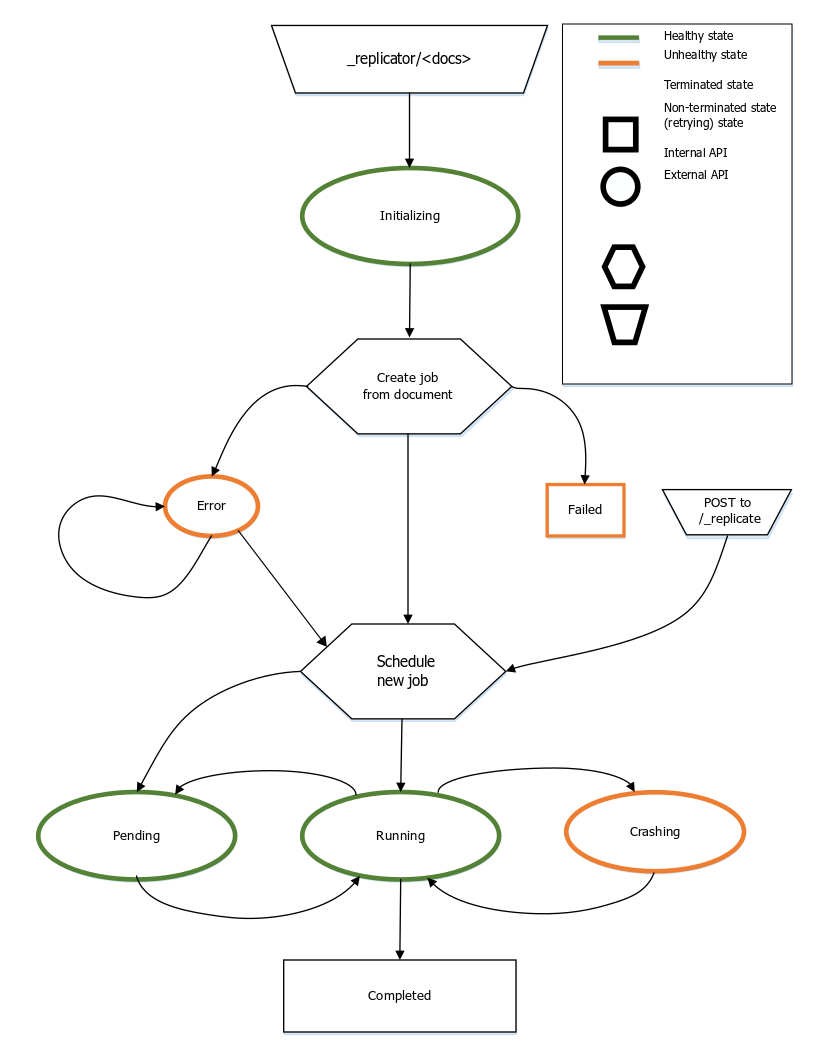 _replicator/<docs>
Healthy state
Unhealthy state
Terminated state
Non-terminated state
(retrying) state
Internal API
External API
Initializing
Create job
from document
Error
Failed
POST to
/_replicate
Schedule
new job
Pending
Running
Crashing
Completed